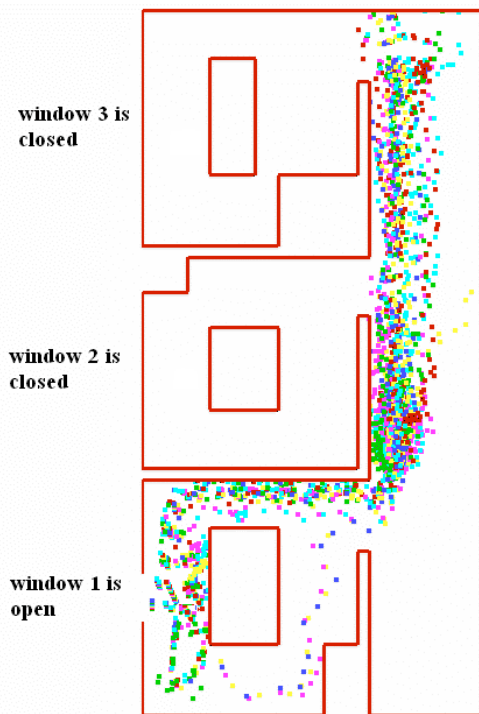 window 3 is
closed
window 2 is
closed
window 1 is
open